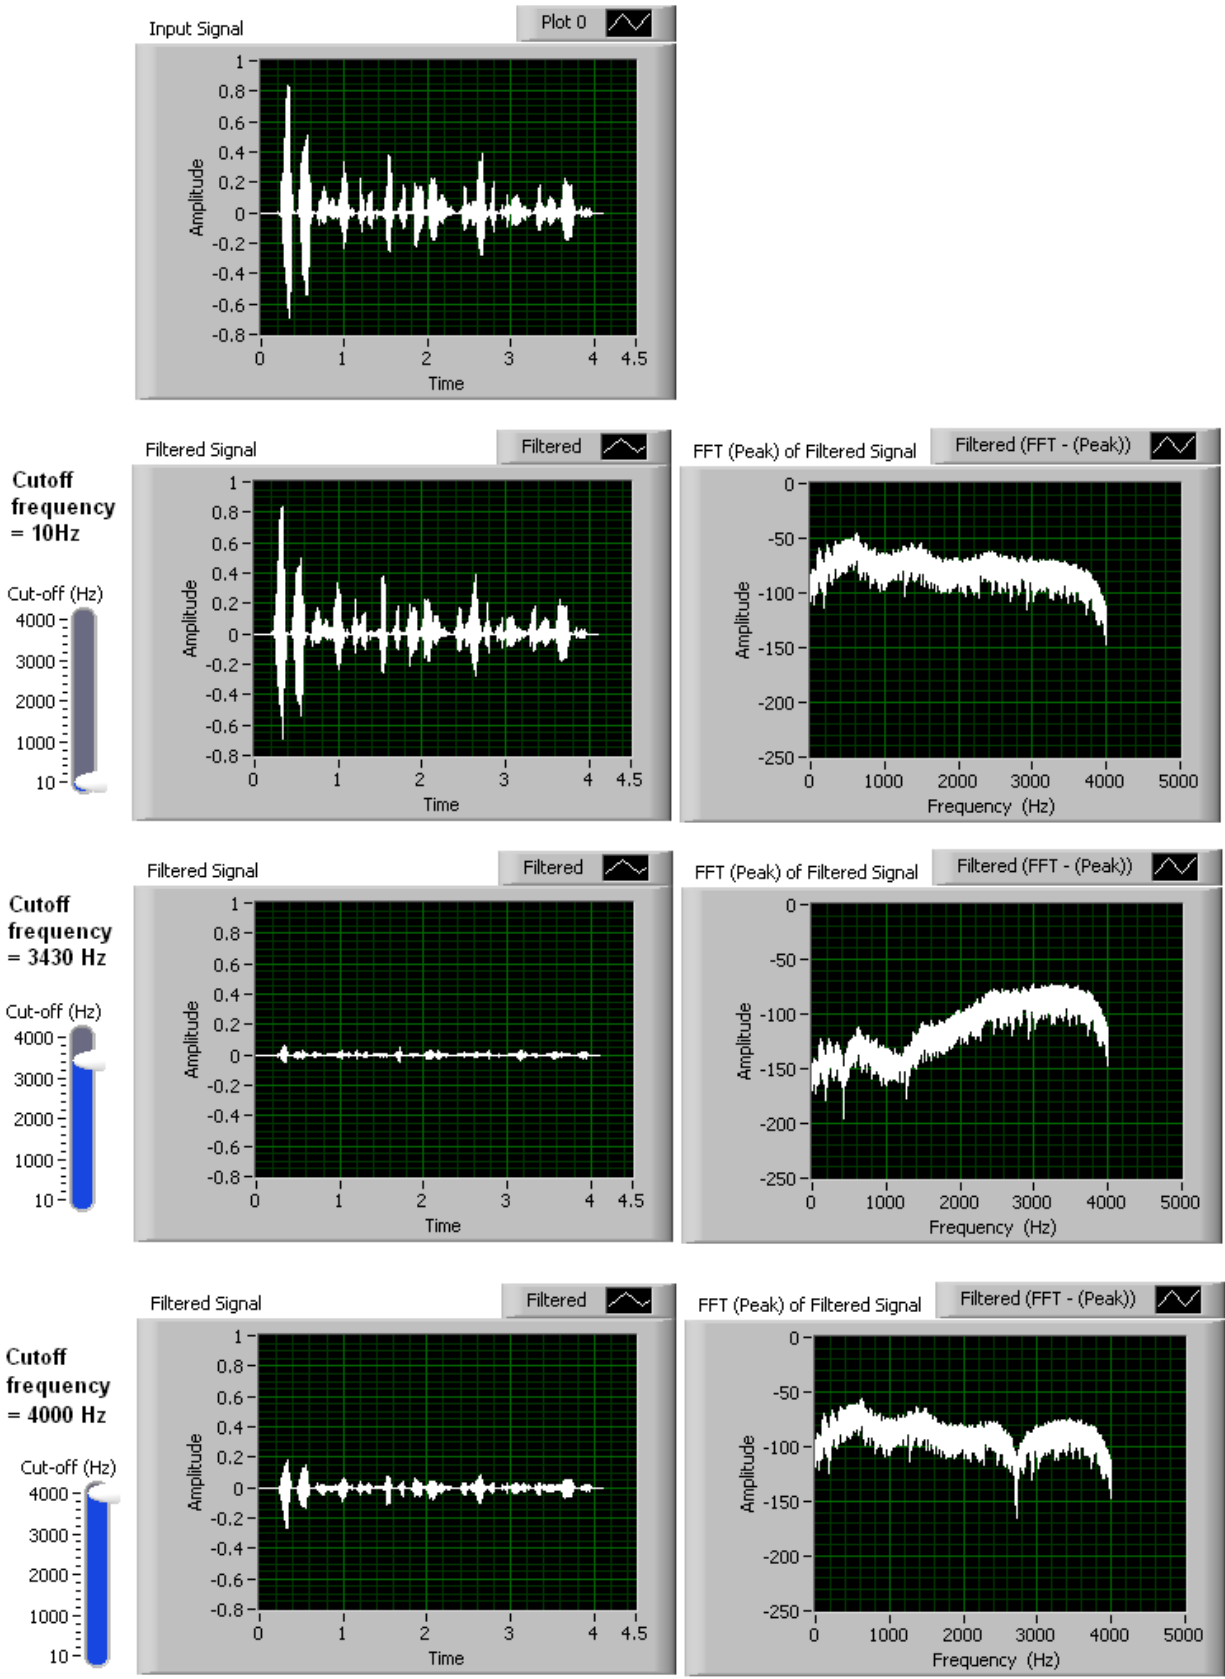 Input Signal
Plot 0
1
0.8
0.6
0.4
0.2
0
-0.2
-0.4
-0.6
-0.8
Amplitude
0 1 2 3 4 4.5
Time
Cutoff
frequency
= 10Hz
Cut-off (Hz)
4000
3000
2000
1000
10
Filtered Signal
Filtered
1
0.8
0.6
0.4
0.2
0
-0.2
-0.4
-0.6
-0.8
Amplitude
0 1 2 3 4 4.5
Time
FFT (Peak) of Filtered Signal
Filtered (FFT - (Peak))
0
-50
-100
-150
-200
-250
Amplitude
0 1000 2000 3000 4000 5000
Frequency (Hz)
Cutoff
frequency
= 3430 Hz
Cut-off (Hz)
4000
3000
2000
1000
10
Filtered Signal
Filtered
1
0.8
0.6
0.4
0.2
0
-0.2
-0.4
-0.6
-0.8
Amplitude
0 1 2 3 4 4.5
Time
FFT (Peak) of Filtered Signal
Filtered (FFT - (Peak))
0
-50
-100
-150
-200
-250
Amplitude
0 1000 2000 3000 4000 5000
Frequency (Hz)
Cutoff
frequency
= 4000 Hz
Cut-off (Hz)
4000
3000
2000
1000
10
Filtered Signal
Filtered
1
0.8
0.6
0.4
0.2
0
-0.2
-0.4
-0.6
-0.8
Amplitude
0 1 2 3 4 4.5
Time
FFT (Peak) of Filtered Signal
Filtered (FFT - (Peak))
0
-50
-100
-150
-200
-250
Amplitude
0 1000 2000 3000 4000 5000
Frequency (Hz)